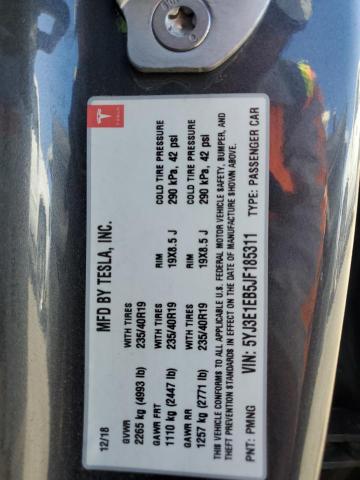 TESLA
MFD BY TESLA, INC.
12/18
GVWR WITH TIRES RIM COLD TIRE PRESSURE
2265 kg (4993 lb) 235/40R19 19X8.5 J 290 kPa, 42 psi
GAWR FRT WITH TIRES RIM COLD TIRE PRESSURE
1110 kg (2447 lb) 235/40R19 19X8.5 J 290 kPa, 42 psi
GAWR RR
1257 kg (2771 lb)
THIS VEHICLE CONFORMS TO ALL APPLICABLE U.S. FEDERAL MOTOR VEHICLE SAFETY, BUMPER, AND
THEFT PREVENTION STANDARDS IN EFFECT ON THE DATE OF MANUFACTURE SHOWN ABOVE.
PNT: PMNG VIN: 5YJ3E1EB5JF185311 TYPE: PASSENGER CAR